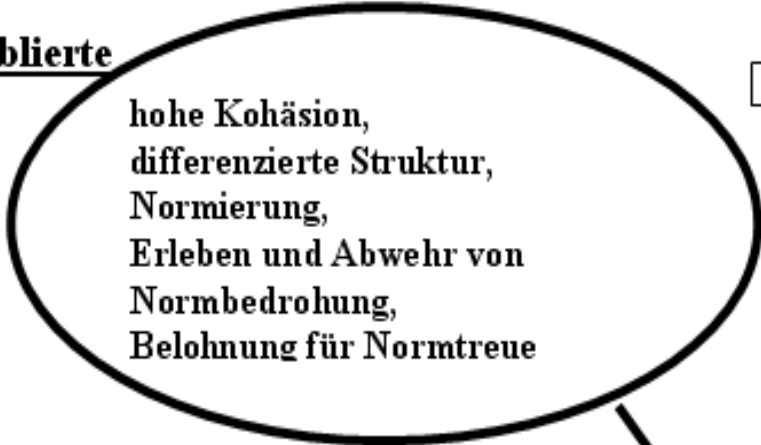 blierte
hohe Kohäsion,
differenzierte Struktur,
Normierung,
Erleben und Abwehr von
Normbedrohung,
Belohnung für Normtreue